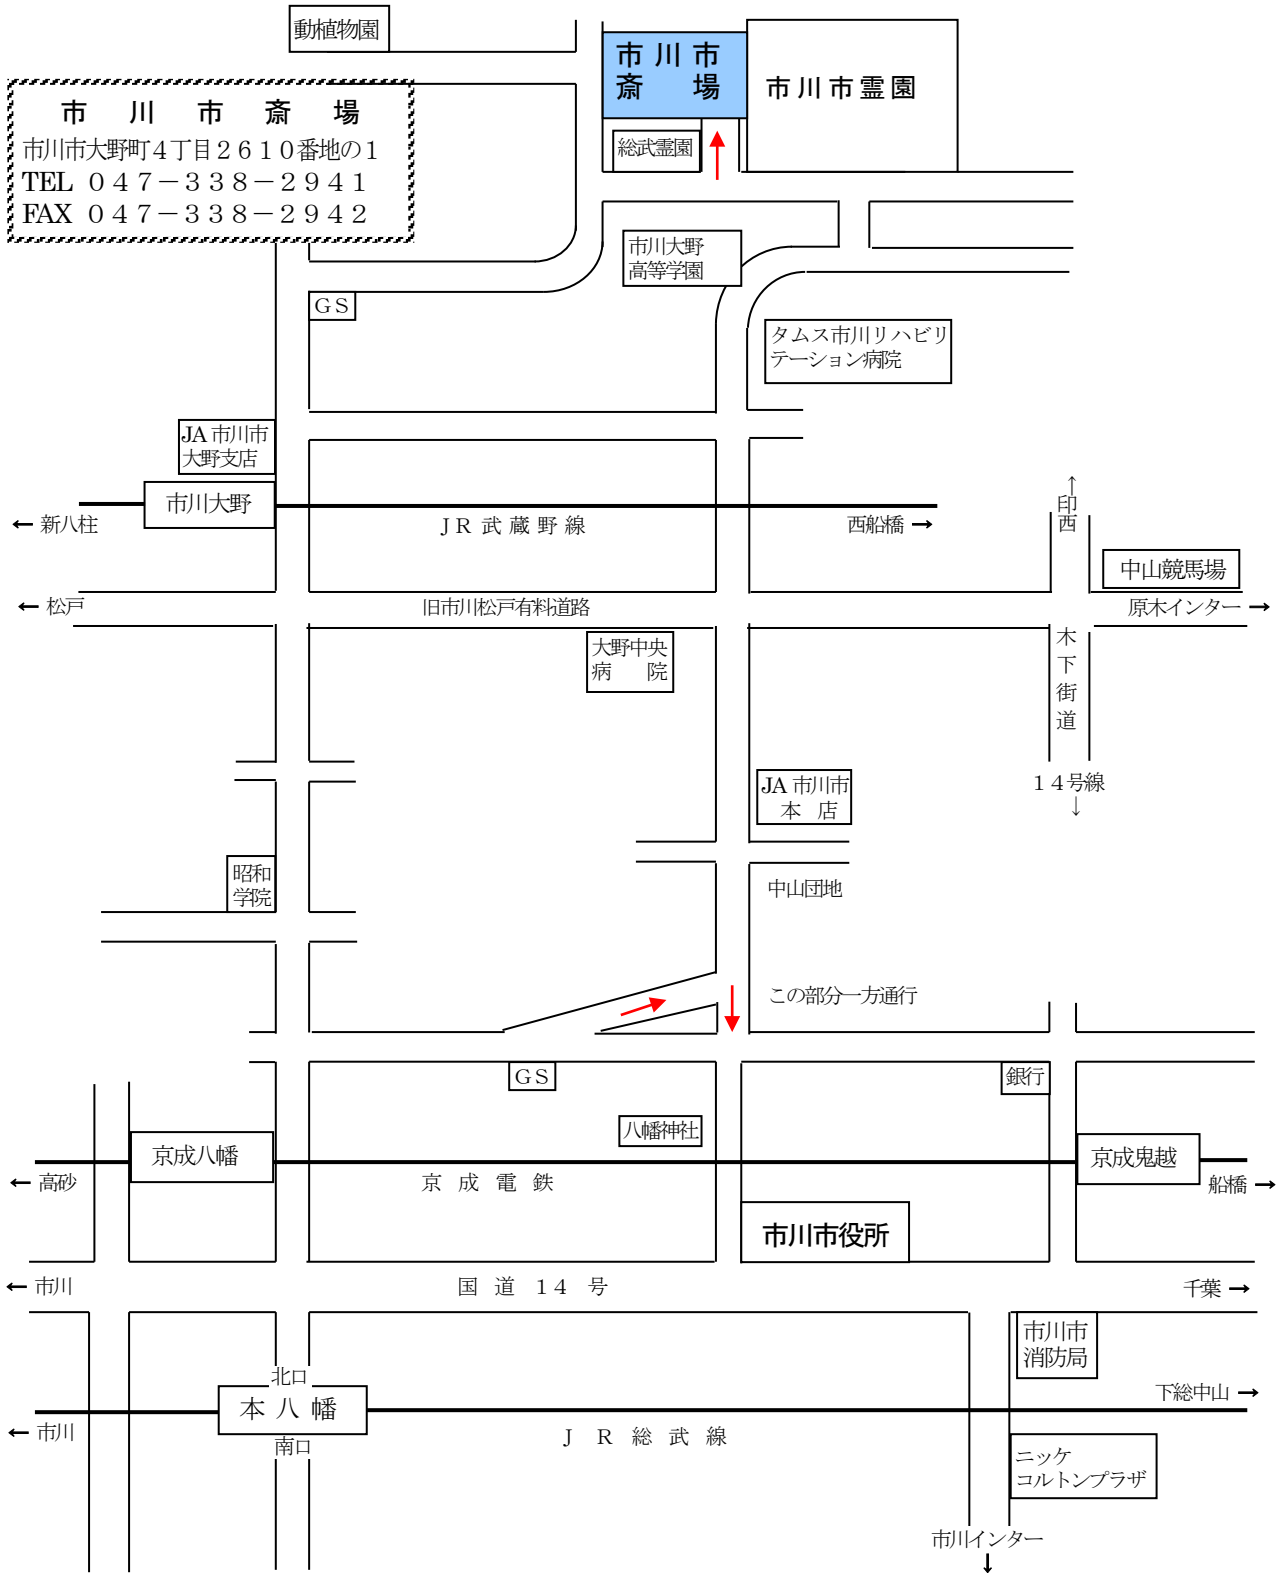 動植物園
市川市
斎場
市川市霊園
市川市斎場
市川市大野町4丁目2610番地の1
TEL 047-338-2941
FAX 047-338-2942
総武霊園
市川大野
高等学園
GS
タムス市川リハビリ
テーション病院
JA市川市
大野支店
市川大野
← 新八柱
JR武蔵野線
西船橋 →
↑
印西
中山競馬場
← 松戸
旧市川松戸有料道路
原木インター →
大野中央
病院
木下街道
JA市川市
本店
14号線
↓
昭和
学院
中山団地
この部分一方通行
GS
銀行
八幡神社
京成八幡
京成鬼越
← 高砂
京成電鉄
船橋 →
市川市役所
← 市川
国道14号
千葉 →
市川市
消防局
北口
本八幡
下総中山 →
← 市川
南口
JR総武線
ニッケ
コルトンプラザ
市川インター
↓